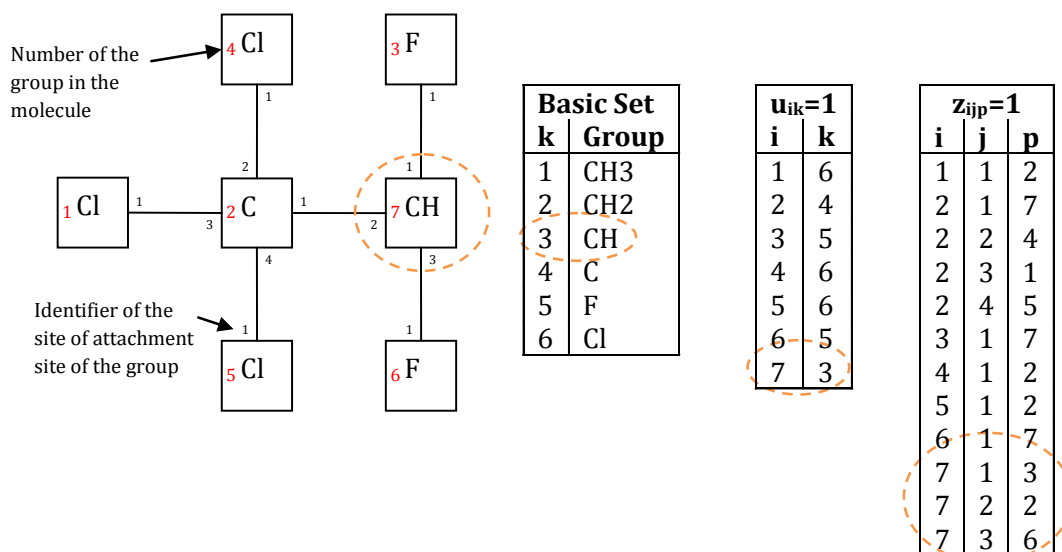 Number of the
group in the
molecule
4 Cl
3 F
1
1
2
1
1 Cl
1
3
2 C
1
2
7 CH
4
3
Identifier of the
site of attachment
site of the group
1
1
5 Cl
6 F
Basic Set
k Group
1 CH3
2 CH2
3 CH
4 C
5 F
6 Cl
uik=1
i k
1 6
2 4
3 5
4 6
5 6
6 5
7 3
zijp=1
i j p
1 1 2
2 1 7
2 2 4
2 3 1
2 4 5
3 1 7
4 1 2
5 1 2
6 1 7
7 1 3
7 2 2
7 3 6